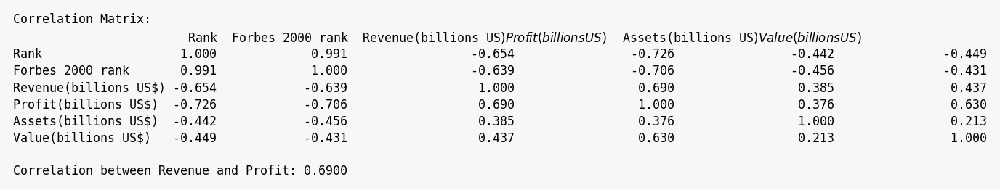 Correlation Matrix:
Rank  Forbes 2000 rank  Revenue(billions US)Profit(billionsUS)  Assets(billions US)Value(billionsUS)
Rank                   1.000             0.991                 -0.654                -0.726                -0.442               -0.449
Forbes 2000 rank       0.991             1.000                 -0.639                -0.706                -0.456               -0.431
Revenue(billions US$) -0.654            -0.639                  1.000                 0.690                 0.385                0.437
Profit(billions US$)  -0.726            -0.706                  0.690                 1.000                 0.376                0.630
Assets(billions US$)  -0.442            -0.456                  0.385                 0.376                 1.000                0.213
Value(billions US$)   -0.449            -0.431                  0.437                 0.630                 0.213                1.000
Correlation between Revenue and Profit: 0.6900